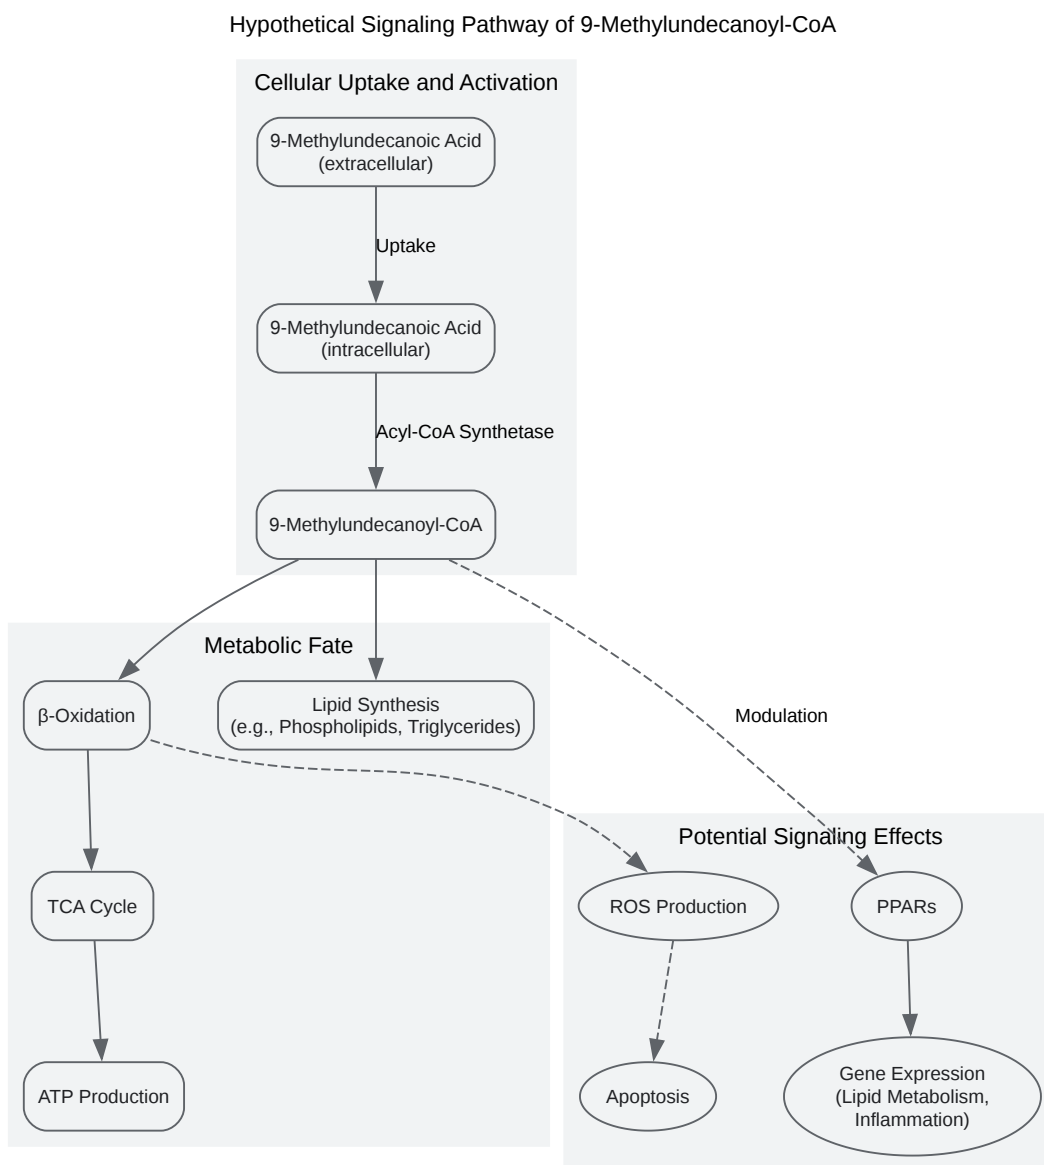 Hypothetical Signaling Pathway of 9-Methylundecanoyl-CoA
Cellular Uptake and Activation
9-Methylundecanoic Acid
(extracellular)
Uptake
9-Methylundecanoic Acid
(intracellular)
Acyl-CoA Synthetase
9-Methylundecanoyl-CoA
Metabolic Fate
β-Oxidation
Lipid Synthesis
(e.g., Phospholipids, Triglycerides)
Modulation
Potential Signaling Effects
TCA Cycle
ROS Production
PPARs
ATP Production
Apoptosis
Gene Expression
(Lipid Metabolism,
Inflammation)